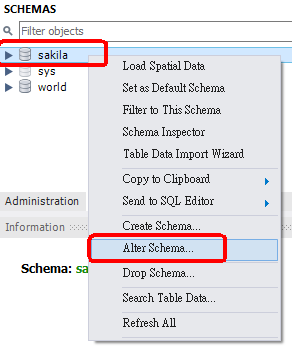 SCHEMAS
Filter objects
sakila
sys
world
Load Spatial Data
Set as Default Schema
Filter to This Schema
Schema Inspector
Table Data Import Wizard
Copy to Clipboard
Send to SQL Editor
Create Schema...
Alter Schema...
Drop Schema...
Search Table Data...
Refresh All
Administration
Information
Schema: sa